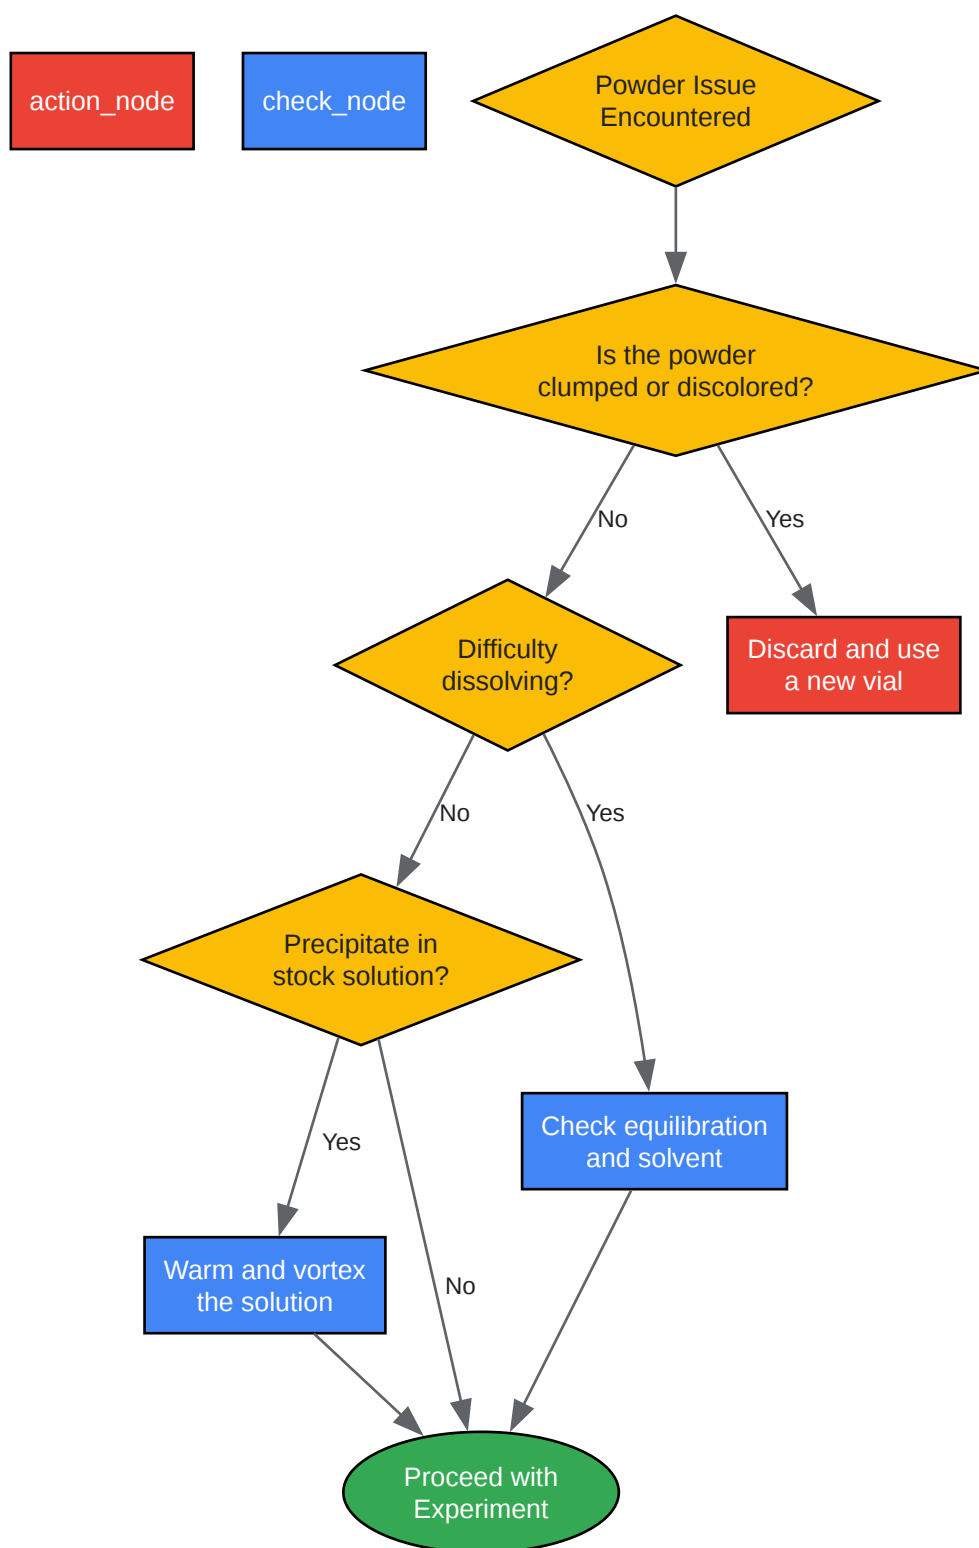 action_node
check_node
Powder Issue
Encountered
Is the powder
clumped or discolored?
No
Yes
Difficulty
dissolving?
Discard and use
a new vial
No
Yes
Precipitate in
stock solution?
Check equilibration
and solvent
Yes
Warm and vortex
the solution
No
Proceed with
Experiment